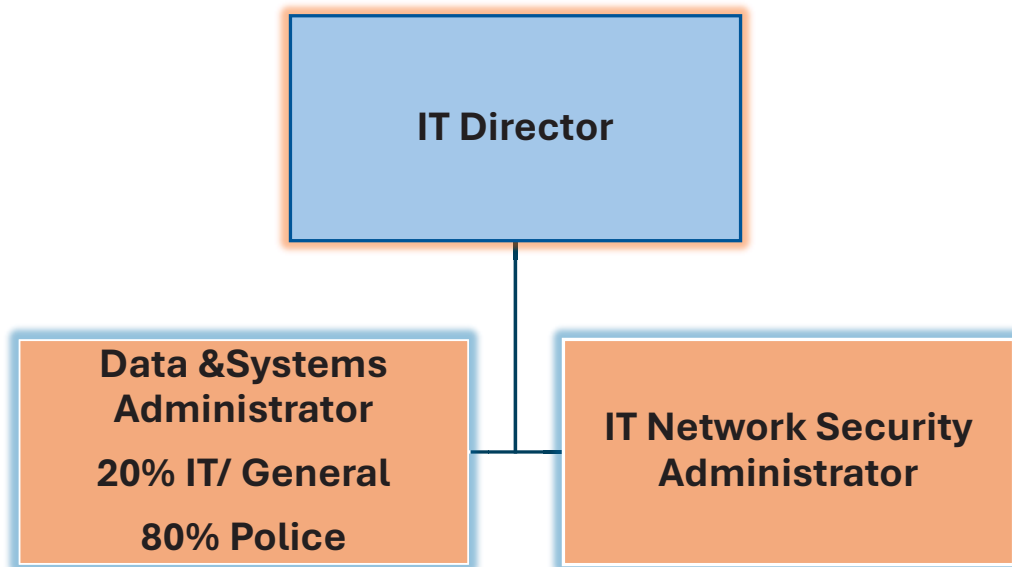 IT Director
Data &Systems
Administrator
20% IT/ General
80% Police
IT Network Security
Administrator